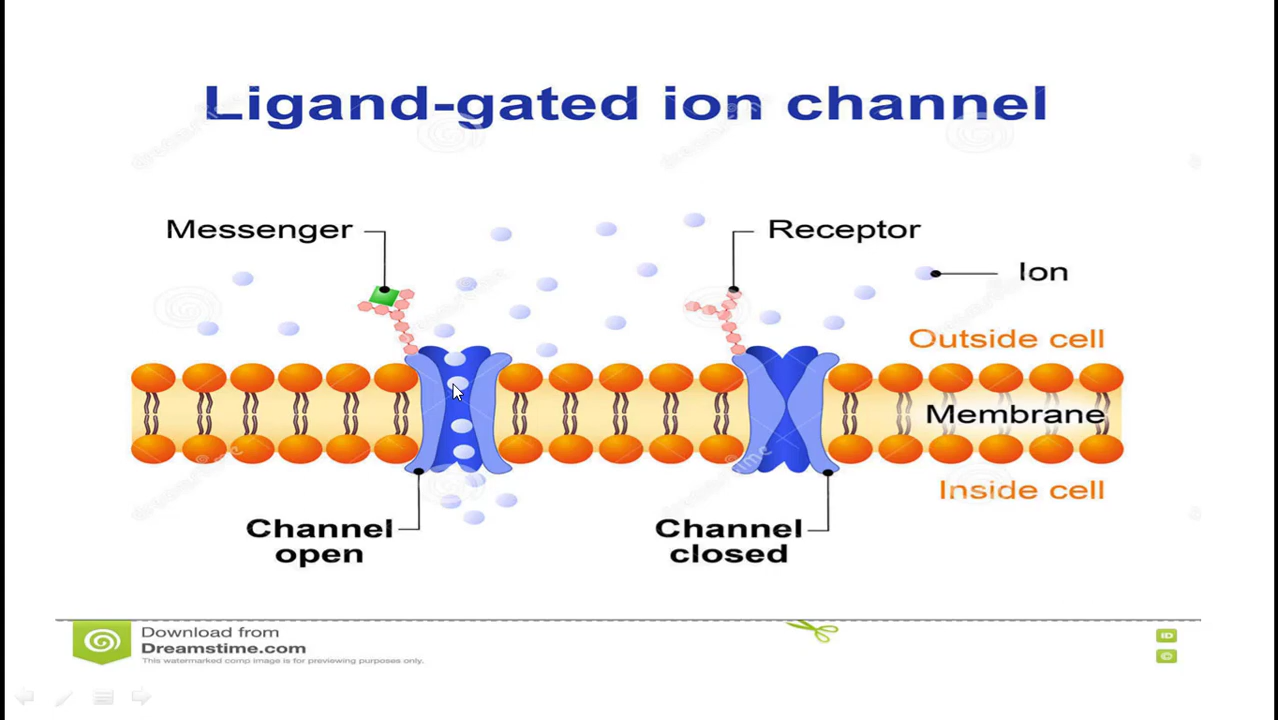 Ligand-gated ion channel
Messenger
Receptor
Ion
Outside cell
Membrane
Inside cell
Channel
open
Channel
closed
Download from
Dreamstime.com
This watermarked comp image is for previewing purposes only.
ID
©